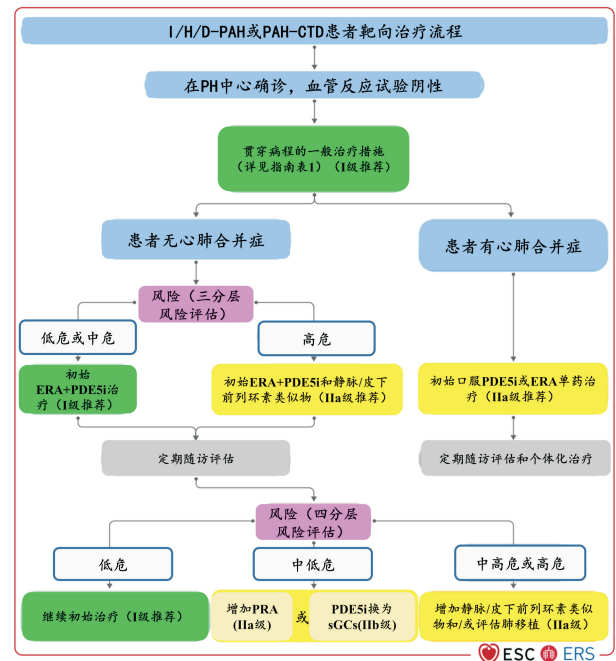 I/H/D-PAH或PAH-CTD患者靶向治疗流程
在PH中心确诊，血管反应试验阴性
贯穿病程的一般治疗措施
（详见指南表1）（I级推荐）
患者无心肺合并症
患者有心肺合并症
风险（三分层
风险评估）
低危或中危
高危
初始
ERA+PDE5i治
疗（I级推荐）
初始ERA+PDE5i和静脉/皮下
前列环素类似物（IIa级推荐）
初始口服PDE5i或ERA单药治
疗（IIa级推荐）
定期随访评估
定期随访评估和个体化治疗
风险（四分层
风险评估）
低危
中低危
中高危或高危
继续初始治疗（I级推荐）
增加PRA
(IIa级)
或
PDE5i换为
sGCs(IIb级)
增加静脉/皮下前列环素类似
物和/或评估肺移植（IIa级）
ESC ERS